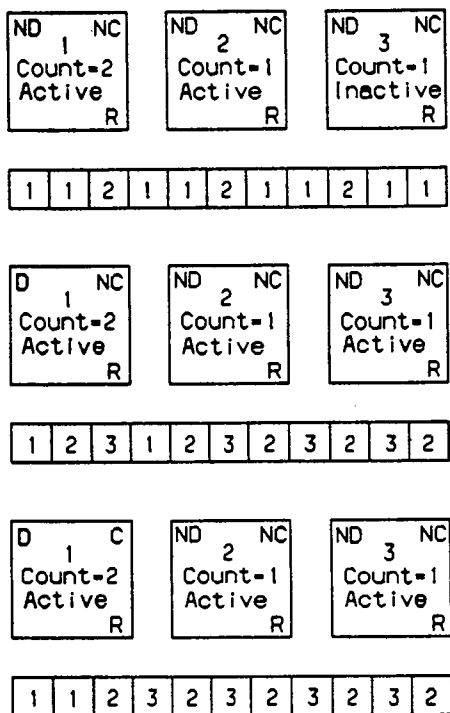 ND NC ND NC ND NC
1 2 3
Count=2 Count=1 Count=1
Active Active Inactive
R R R
1 1 2 1 1 2 1 1 2 1 1
D NC ND NC ND NC
1 2 3
Count=2 Count=1 Count=1
Active Active Active
R R R
1 2 3 1 2 3 2 3 2 3 2
D C ND NC ND NC
1 2 3
Count=2 Count=1 Count=1
Active Active Active
R R R
1 1 2 3 2 3 2 3 2 3 2